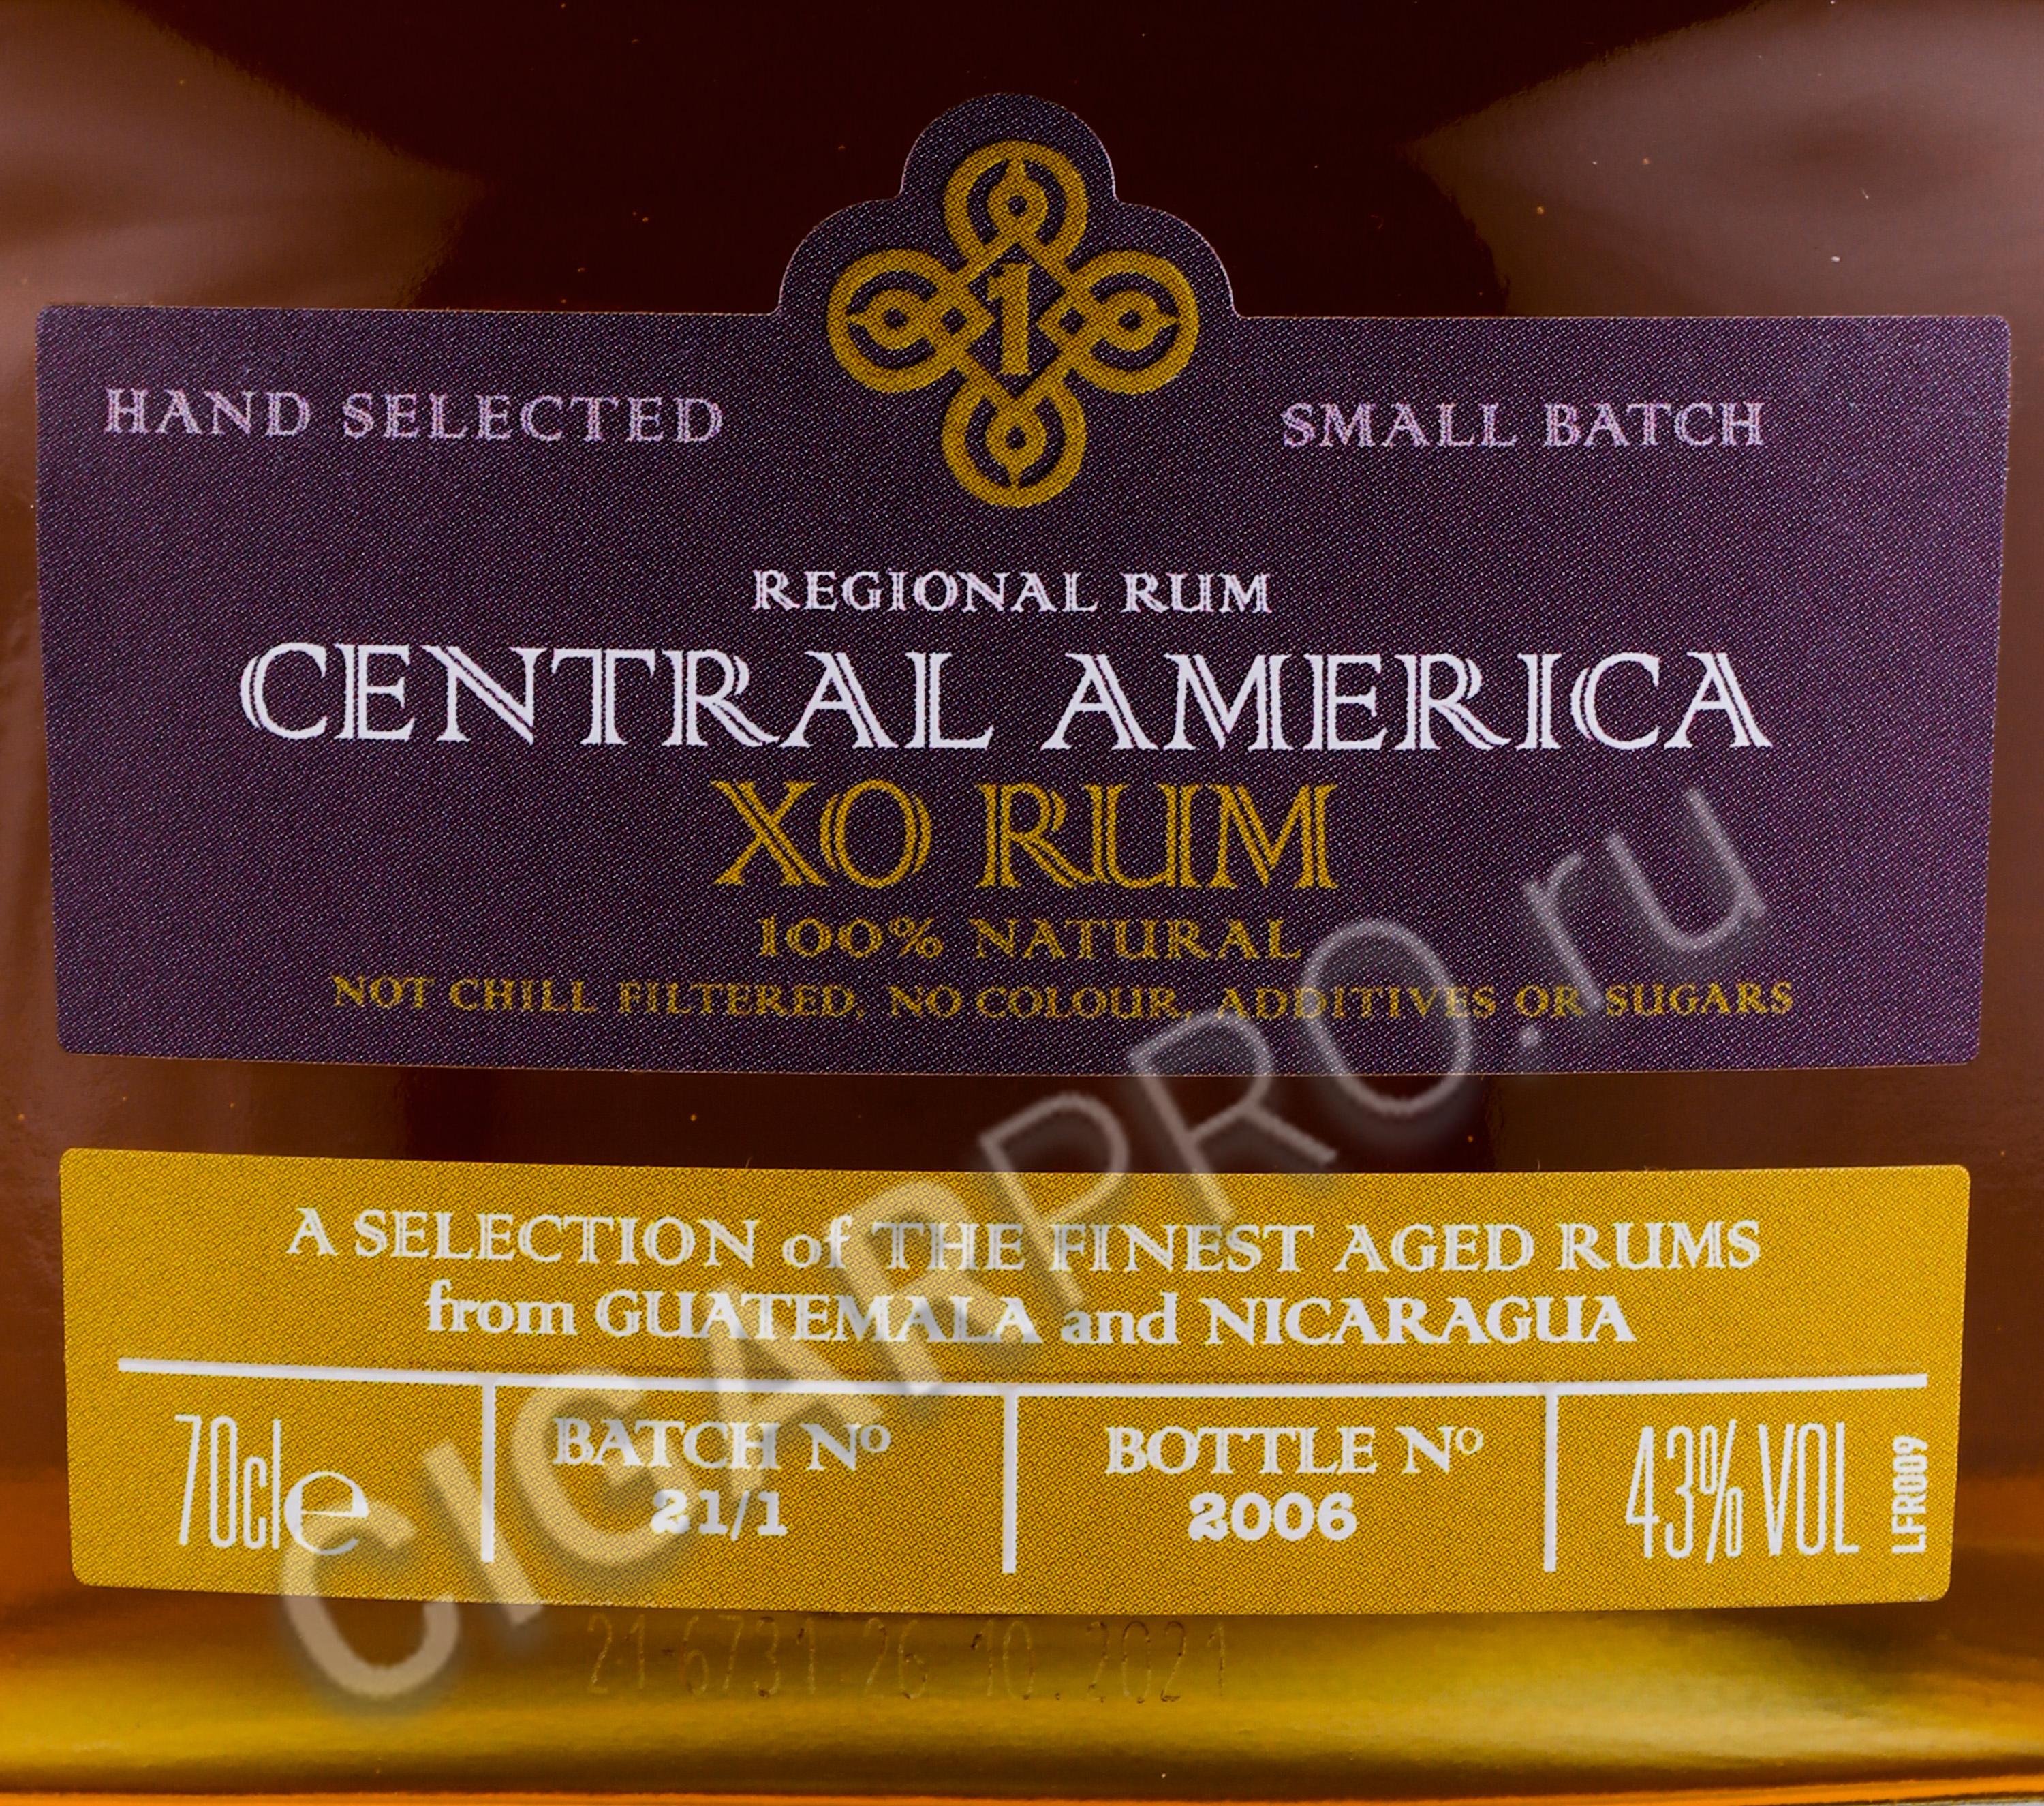 1
HAND SELECTED
SMALL BATCH
REGIONAL RUM
CENTRAL AMERICA
XO RUM
100% NATURAL
NOT CHILL FILTERED. NO COLOUR, ADDITIVES OR SUGARS
A SELECTION of THE FINEST AGED RUMS
from GUATEMALA and NICARAGUA
70cl e
BATCH Nº
21/1
BOTTLE Nº
2006
43% VOL
LFR009
21-6731 26 10.2021
CIGARPRO.ru